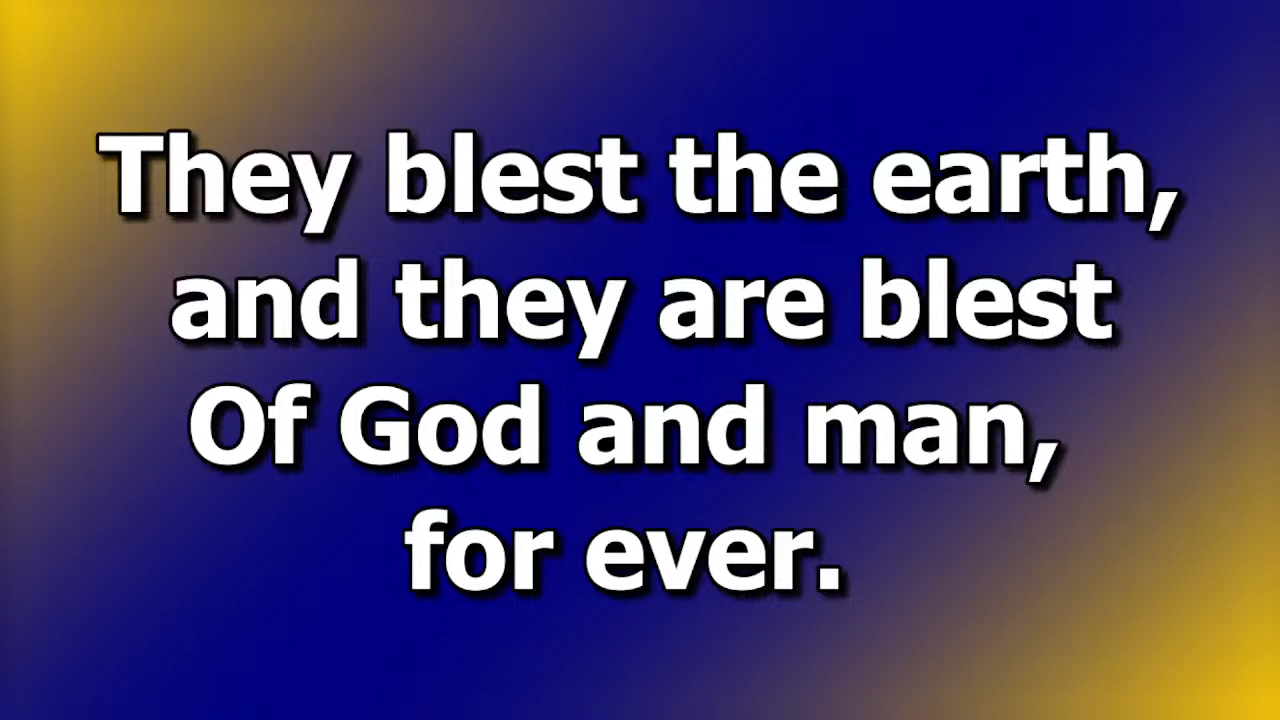 They blest the earth,
and they are blest
Of God and man,
for ever.